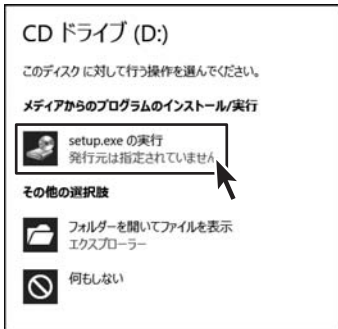 CD ドライブ (D:)
このディスクに対して行う操作を選んでください。
メディアからのプログラムのインストール/実行
setup.exe の実行
発行元は指定されていません
その他の選択肢
フォルダーを開いてファイルを表示
エクスプローラー
何もしない